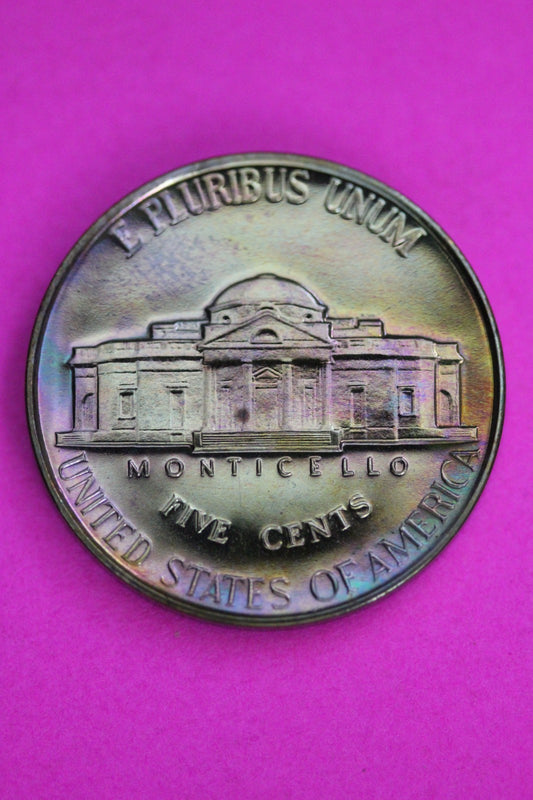 E PLURIBUS UNUM
MONTICELLO
FIVE CENTS
UNITED STATES OF AMERICA